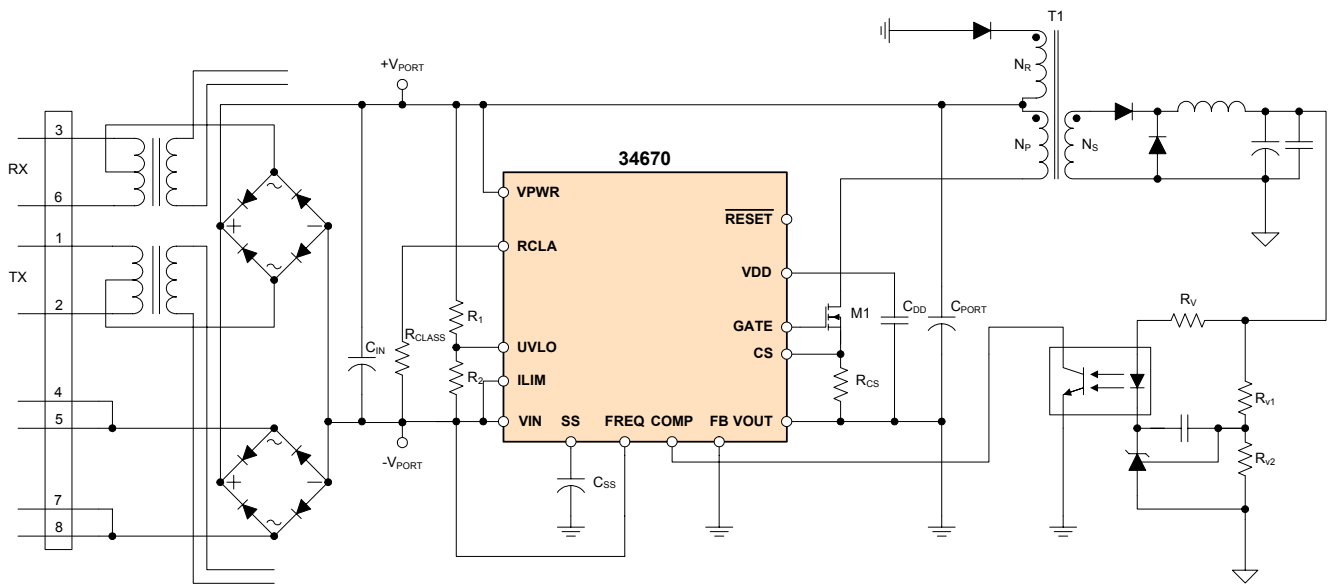 T1
+VPORT
NR
3
RX
6
1
TX
2
4
5
7
8
NP
NS
34670
VPWR
RESET
RCLA
VDD
R1
RCLASS
CIN
UVLO
R2
ILIM
VIN
SS
FREQ
COMP
FB
VOUT
GATE
CS
M1
CDD
CPORT
RCS
-VPORT
CSS
RV
Rv1
Rv2
+
~
~
+
~
~